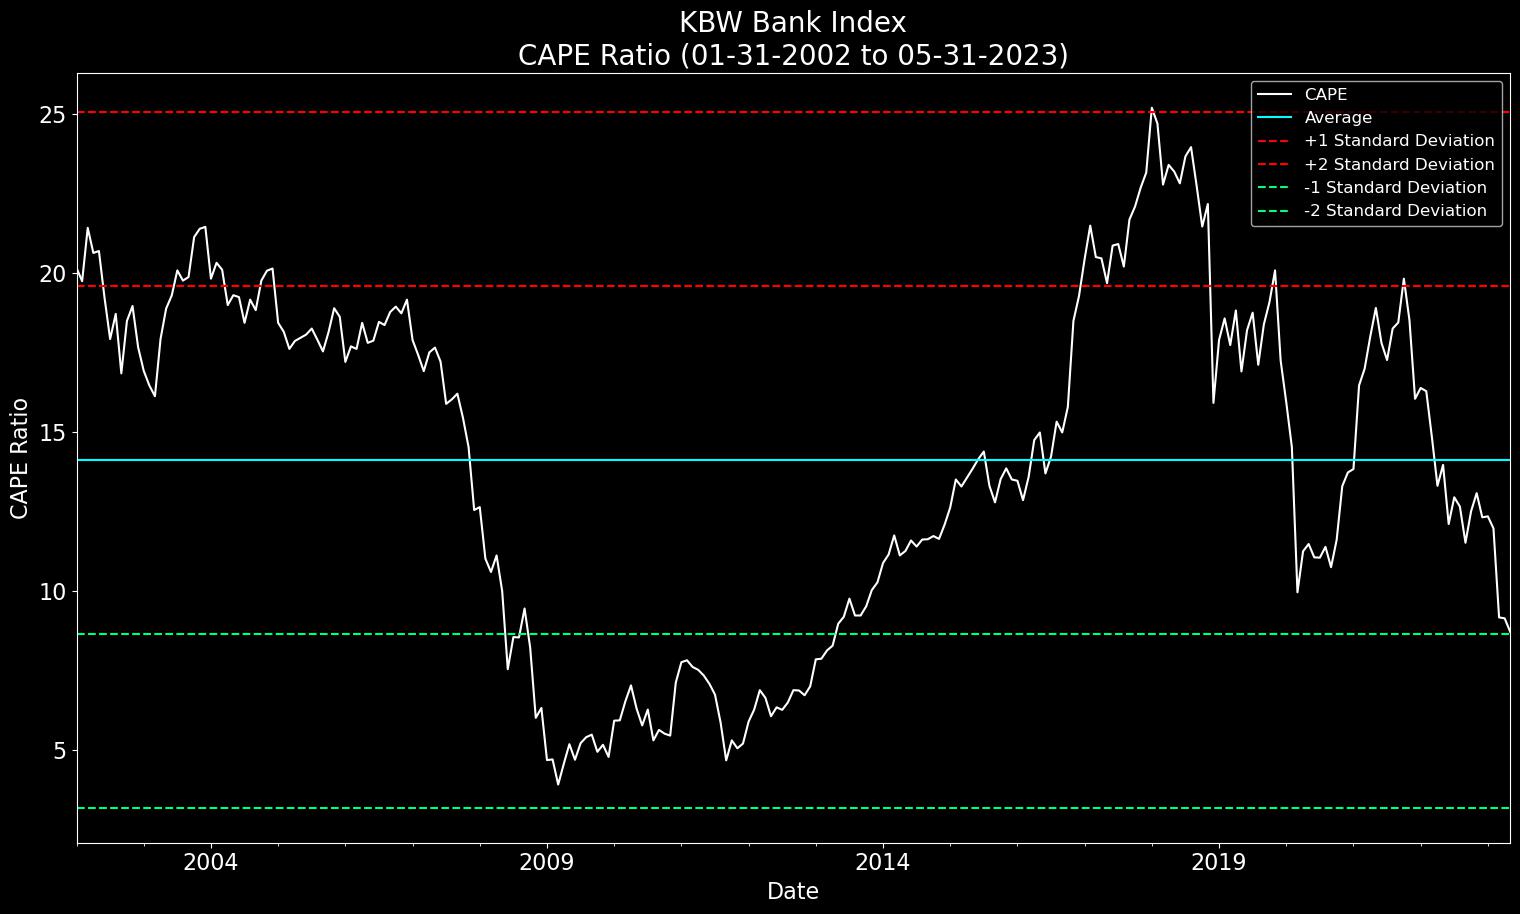 KBW Bank Index
CAPE Ratio (01-31-2002 to 05-31-2023)
CAPE
Average
+1 Standard Deviation
+2 Standard Deviation
-1 Standard Deviation
-2 Standard Deviation
25
20
15
10
5
CAPE Ratio
2004
2009
2014
2019
Date